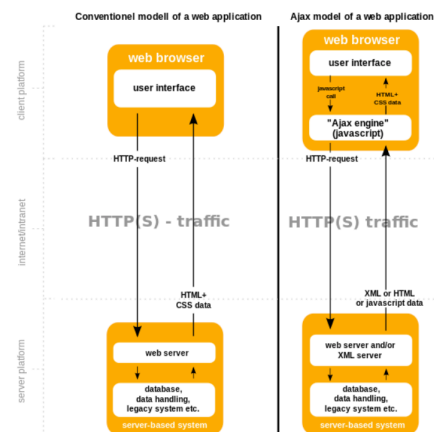 Conventionel modell of a web application
web browser
user interface
HTTP-request
HTTP(S) - traffic
HTML+
CSS data
web server
database,
data handling,
legacy system etc.
server-based system
Ajax model of a web application
web browser
user interface
javascript
call
HTML+
CSS data
"Ajax engine"
(javascript)
HTTP-request
HTTP(S) traffic
XML or HTML
or javascript data
web server and/or
XML server
database,
data handling,
legacy system etc.
server-based system
client platform
internet/intranet
server platform